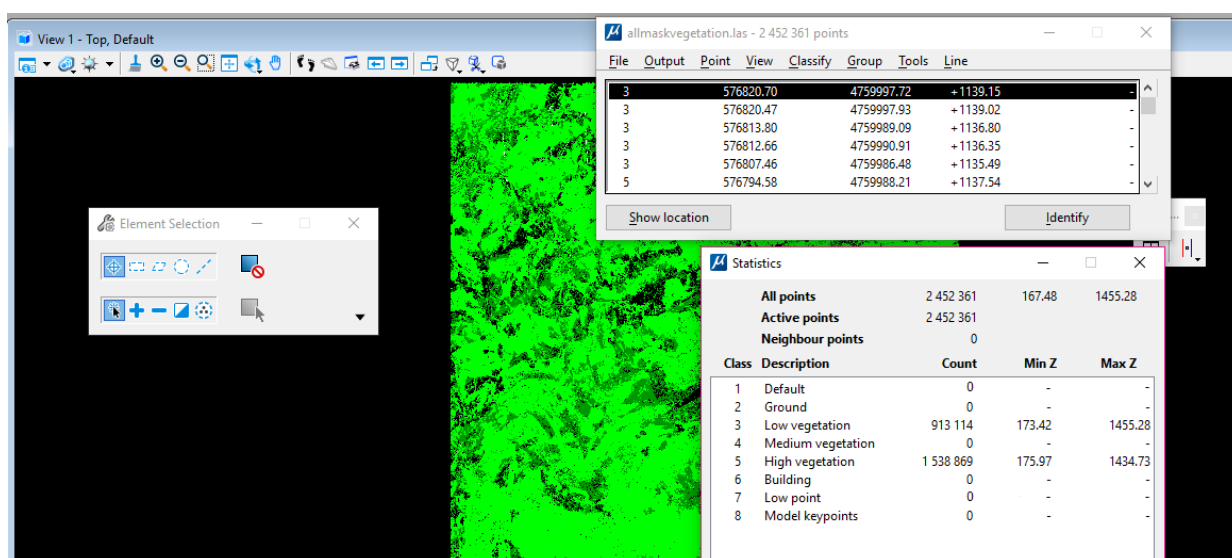 View 1 - Top, Default
allmaskvegetation.las - 2 452 361 points
File Output Point View Classify Group Tools Line
3 576820.70 4759997.72 +1139.15 -
3 576820.47 4759997.93 +1139.02 -
3 576813.80 4759989.09 +1136.80 -
3 576812.66 4759990.91 +1136.35 -
3 576807.46 4759986.48 +1135.49 -
5 576794.58 4759988.21 +1137.54 -
Show location Identify
Element Selection
Statistics
All points 2 452 361 167.48 1455.28
Active points 2 452 361
Neighbour points 0
Class Description Count Min Z Max Z
1 Default 0 - -
2 Ground 0 - -
3 Low vegetation 913 114 173.42 1455.28
4 Medium vegetation 0 - -
5 High vegetation 1 538 869 175.97 1434.73
6 Building 0 - -
7 Low point 0 - -
8 Model keypoints 0 - -